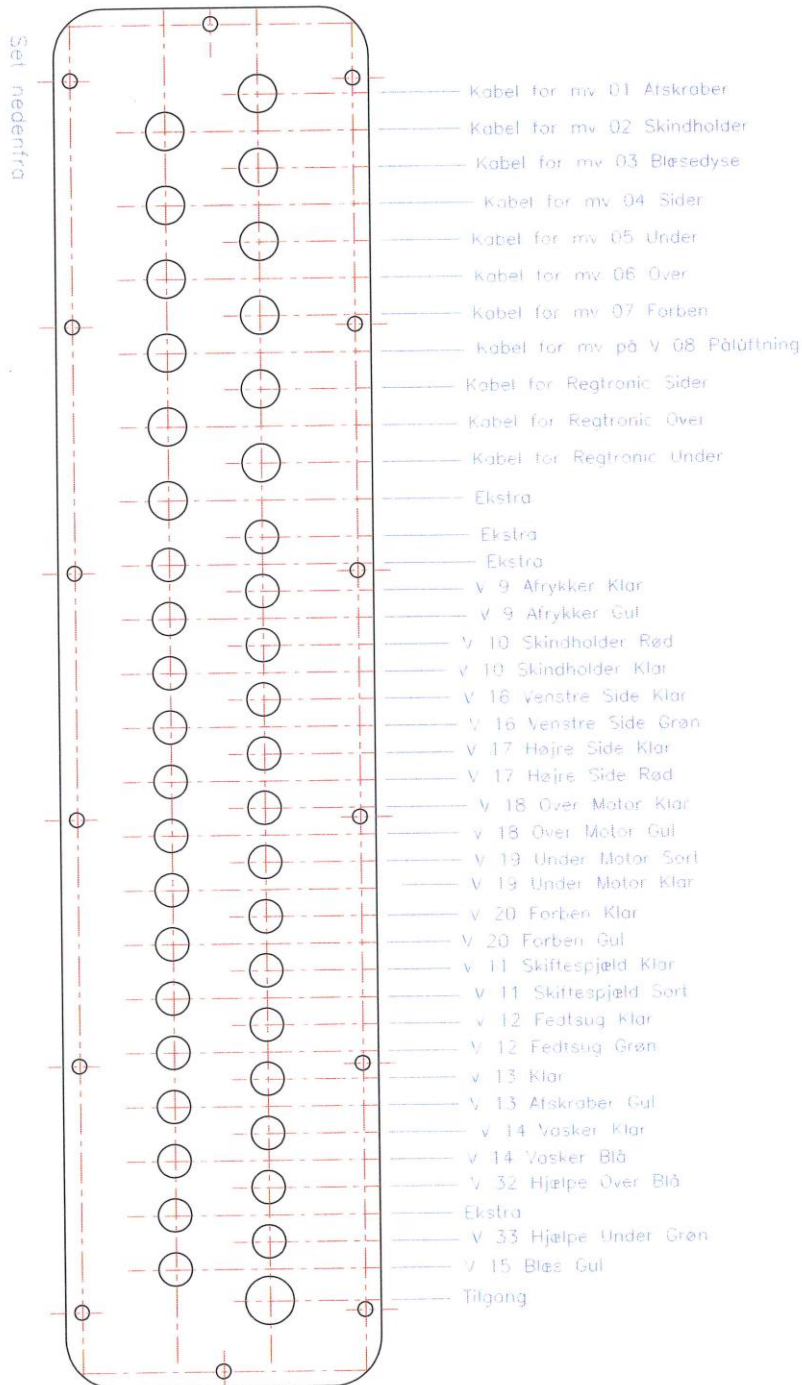 Set nedenfra
Kabel for mv 01 Afskraber
Kabel for mv 02 Skindholder
Kabel for mv 03 Blæsedyse
Kabel for mv 04 Sider
Kabel for mv 05 Under
Kabel for mv 06 Over
Kabel for mv 07 Forben
Kabel for mv på V 08 Påluftning
Kabel for Regtronic Sider
Kabel for Regtronic Over
Kabel for Regtronic Under
Ekstra
Ekstra
Ekstra
V 9 Afrykker Klar
V 9 Afrykker Gul
V 10 Skindholder Rød
V 10 Skindholder Klar
V 16 Venstre Side Klar
V 16 Venstre Side Grøn
V 17 Højre Side Klar
V 17 Højre Side Rød
V 18 Over Motor Klar
V 18 Over Motor Gul
V 19 Under Motor Sort
V 19 Under Motor Klar
V 20 Forben Klar
V 20 Forben Gul
V 11 Skiftespjæld Klar
V 11 Skiftespjæld Sort
V 12 Fedtsug Klar
V 12 Fedtsug Grøn
V 13 Klar
V 13 Afskraber Gul
V 14 Vasker Klar
V 14 Vasker Blå
V 32 Hjælpe Over Blå
Ekstra
V 33 Hjælpe Under Grøn
V 15 Blæs Gul
Tilgang